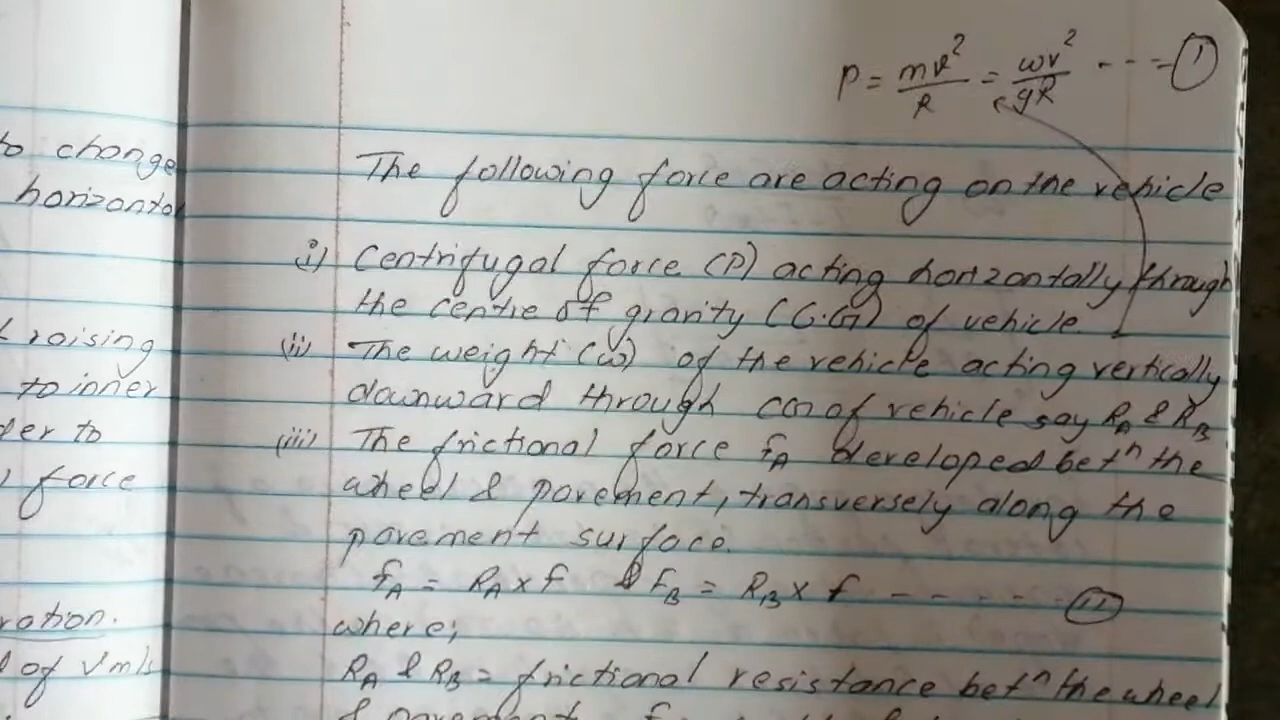 P = mv²/R = wv²/gR ---- ①
to change
horizontal
The following force are acting on the vehicle
i) Centrifugal force (P) acting horizontally through
the centre of gravity (C.G) of vehicle
raising
(ii) The weight (w) of the vehicle acting vertically
to inner
downward through CG of vehicle say RA & RB
der to
(iii) The frictional force fA developed betⁿ the
force
wheel & pavement, transversely along the
pavement surface.
fA = RA x f & FB = RB x f ------ ⑪
ration.
where;
of Vm/s
RA & RB = frictional resistance betⁿ the wheel
& pavement